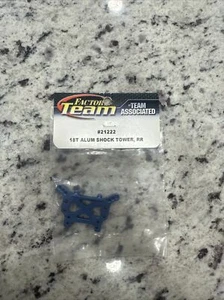 FACTORY
Team
TEAM
ASSOCIATED
#21222
18T ALUM SHOCK TOWER, RR